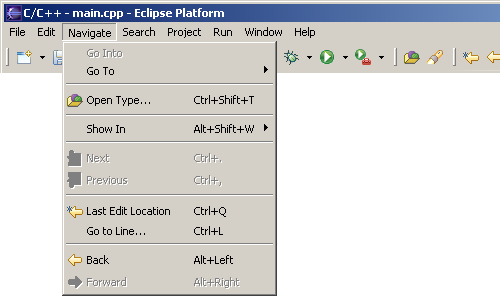 C/C++ - main.cpp - Eclipse Platform
File Edit Navigate Search Project Run Window Help
Go Into
Go To
Open Type... Ctrl+Shift+T
Show In Alt+Shift+W
Next Ctrl+.
Previous Ctrl+,
Last Edit Location Ctrl+Q
Go to Line... Ctrl+L
Back Alt+Left
Forward Alt+Right